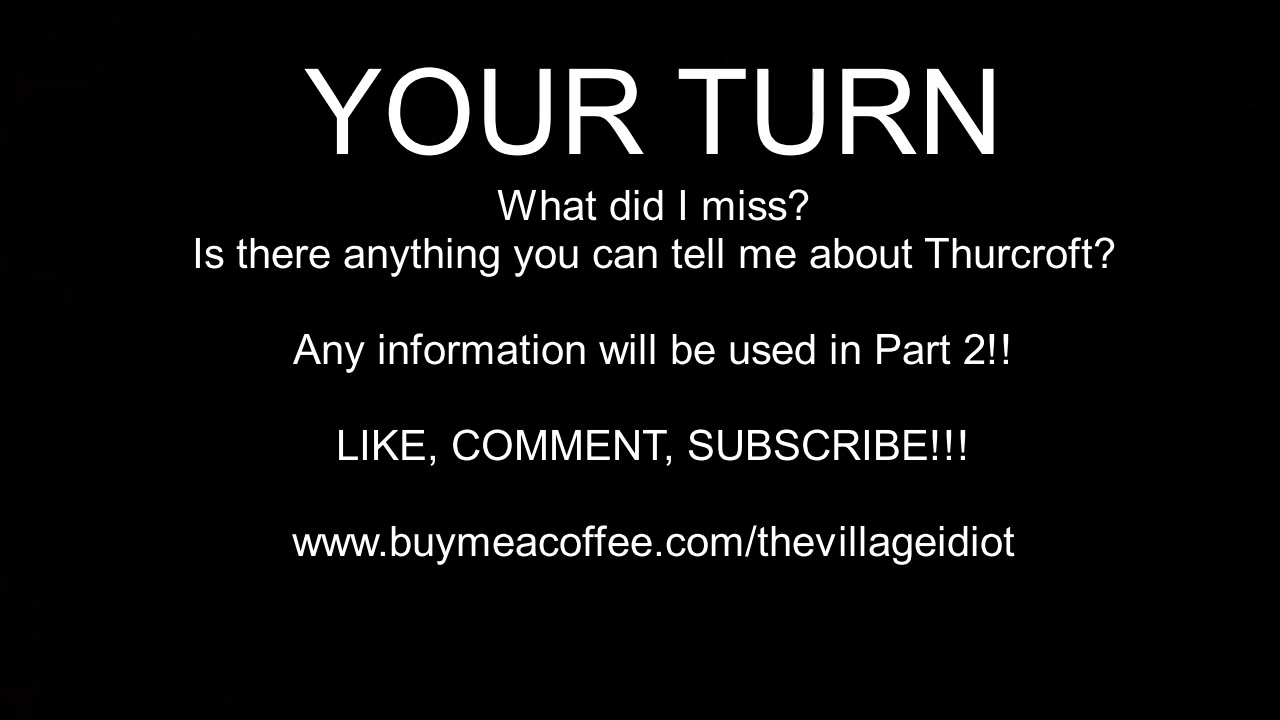 YOUR TURN
What did I miss?
Is there anything you can tell me about Thurcroft?
Any information will be used in Part 2!!
LIKE, COMMENT, SUBSCRIBE!!!
www.buymeacoffee.com/thevillageidiot